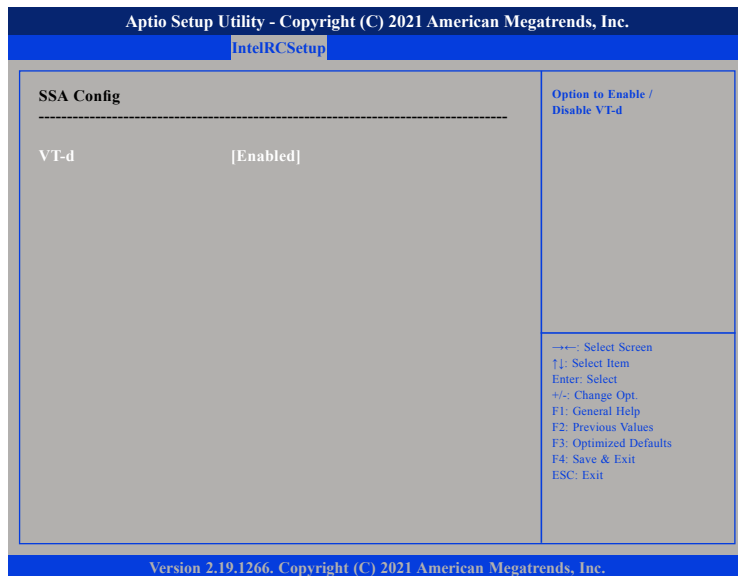 Aptio Setup Utility - Copyright (C) 2021 American Megatrends, Inc.
IntelRCSetup
SSA Config
--------------------------------------------------------------------------------
VT-d [Enabled]
Option to Enable /
Disable VT-d
→←: Select Screen
↑↓: Select Item
Enter: Select
+/-: Change Opt.
F1: General Help
F2: Previous Values
F3: Optimized Defaults
F4: Save & Exit
ESC: Exit
Version 2.19.1266. Copyright (C) 2021 American Megatrends, Inc.